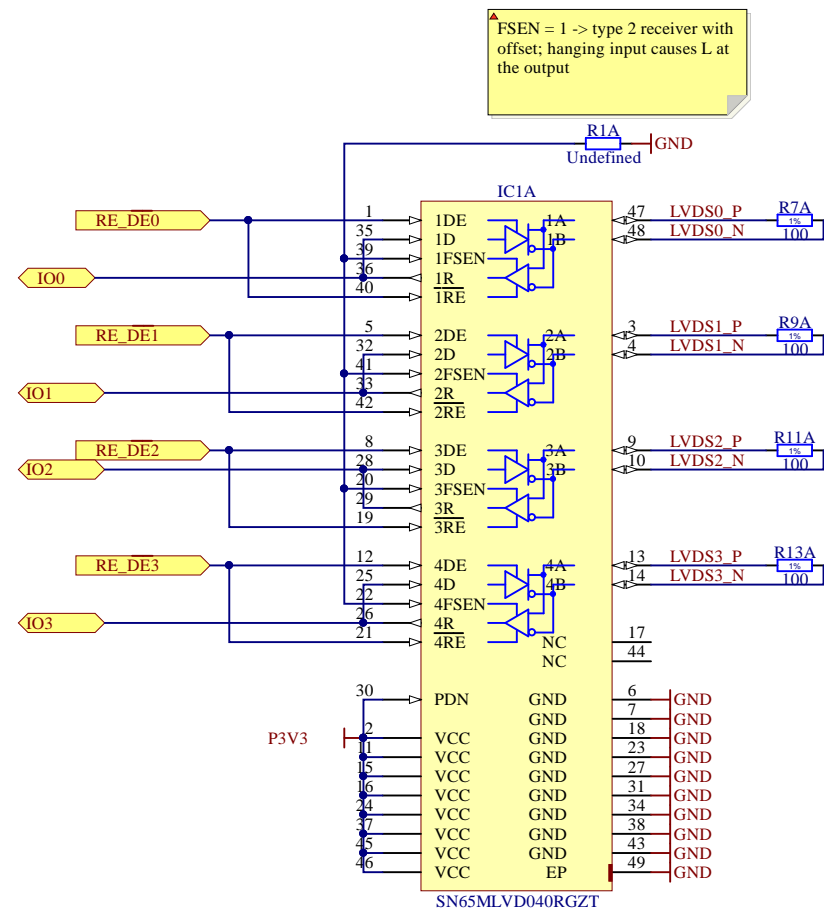 FSEN = 1 -> type 2 receiver with
offset; hanging input causes L at
the output
R1A
GND
Undefined
IC1A
RE_DE0 1 1DE 1A 47 LVDS0_P R7A
1%
35 1D 1B 48 LVDS0_N 100
39 1FSEN
IO0 36 1R
40 1RE
RE_DE1 5 2DE 2A 3 LVDS1_P R9A
1%
32 2D 2B 4 LVDS1_N 100
41 2FSEN
IO1 33 2R
42 2RE
RE_DE2 8 3DE 3A 9 LVDS2_P R11A
1%
IO2 28 3D 3B 10 LVDS2_N 100
20 3FSEN
29 3R
19 3RE
RE_DE3 12 4DE 4A 13 LVDS3_P R13A
1%
25 4D 4B 14 LVDS3_N 100
22 4FSEN
IO3 26 4R
21 4RE NC 17
NC 44
30 PDN GND 6 GND
GND 7 GND
P3V3 2 VCC GND 18 GND
11 VCC GND 23 GND
15 VCC GND 27 GND
16 VCC GND 31 GND
24 VCC GND 34 GND
37 VCC GND 38 GND
45 VCC GND 43 GND
46 VCC EP 49 GND
SN65MLVD040RGZT